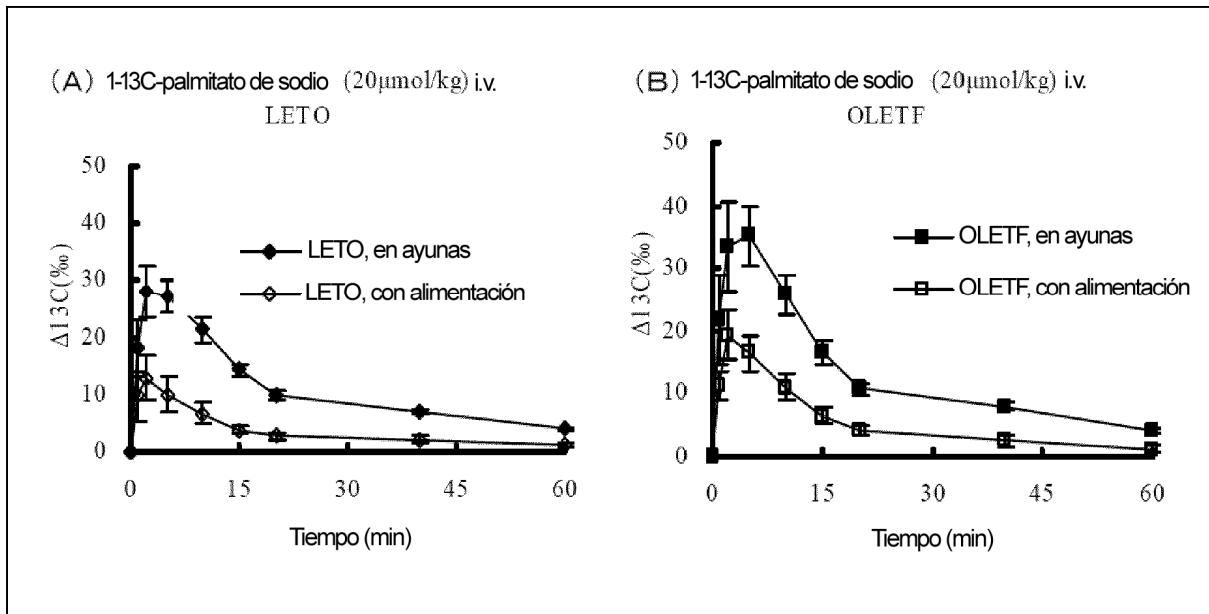 (A) 1-13C-palmitato de sodio (20μmol/kg) i.v.
LETO
50
40
30
20
10
0
Δ13C(‰)
LETO, en ayunas
LETO, con alimentación
0 15 30 45 60
Tiempo (min)
(B) 1-13C-palmitato de sodio (20μmol/kg) i.v.
OLETF
50
40
30
20
10
0
Δ13C(‰)
OLETF, en ayunas
OLETF, con alimentación
0 15 30 45 60
Tiempo (min)